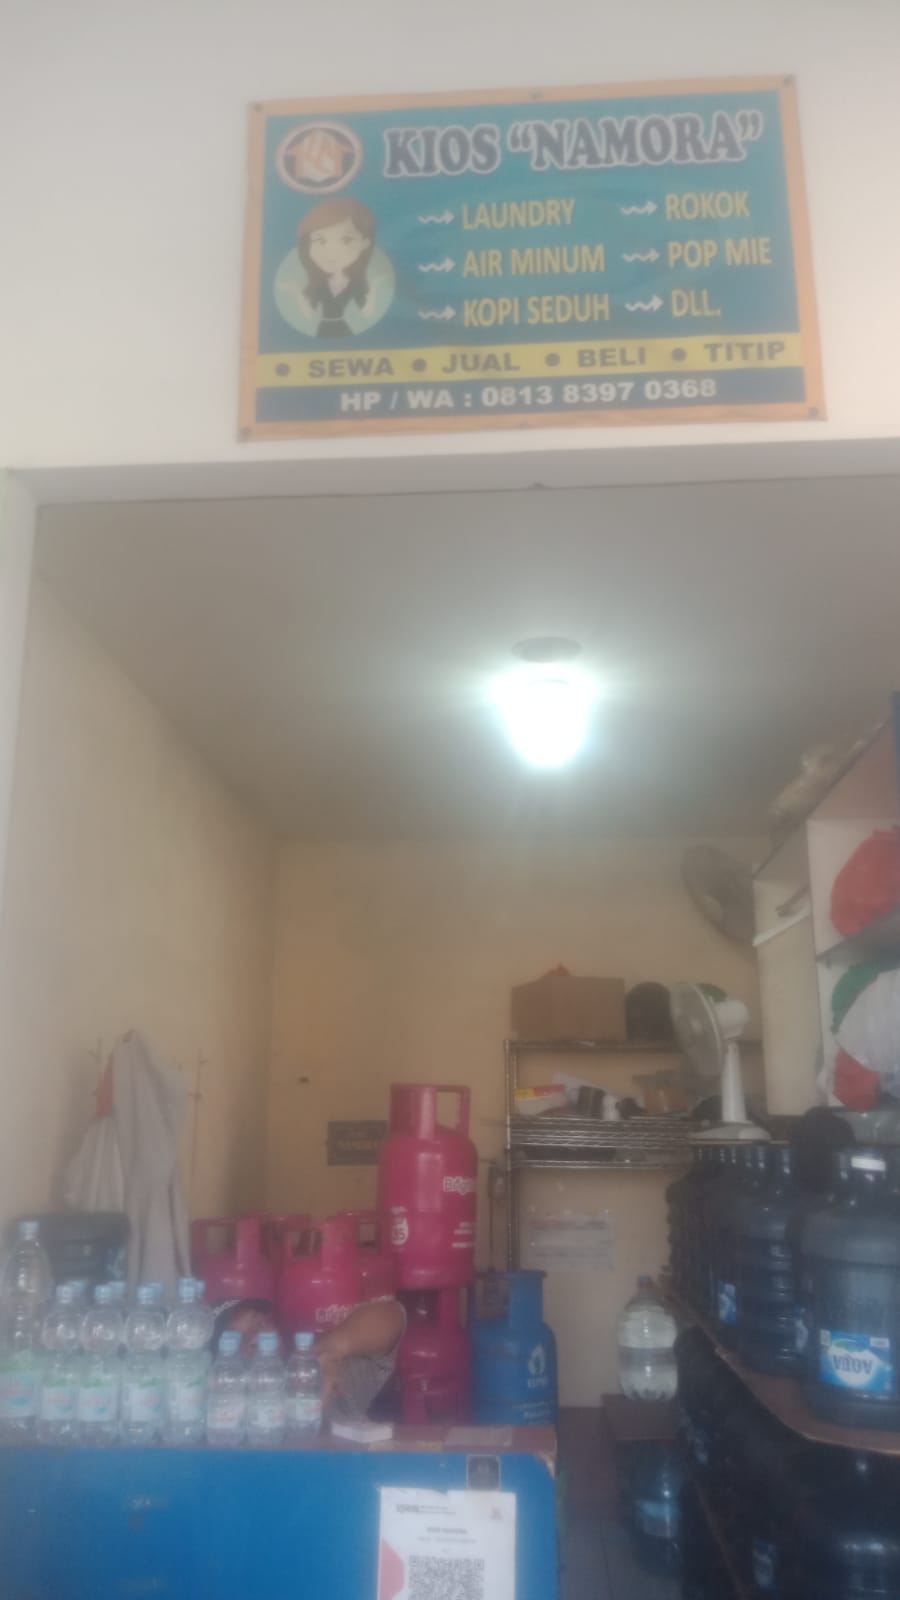 KIOS "NAMORA"
LAUNDRY
AIR MINUM
KOPI SEDUH
ROKOK
POP MIE
DLL.
• SEWA • JUAL • BELI • TITIP
HP / WA : 0813 8397 0368
AQUA